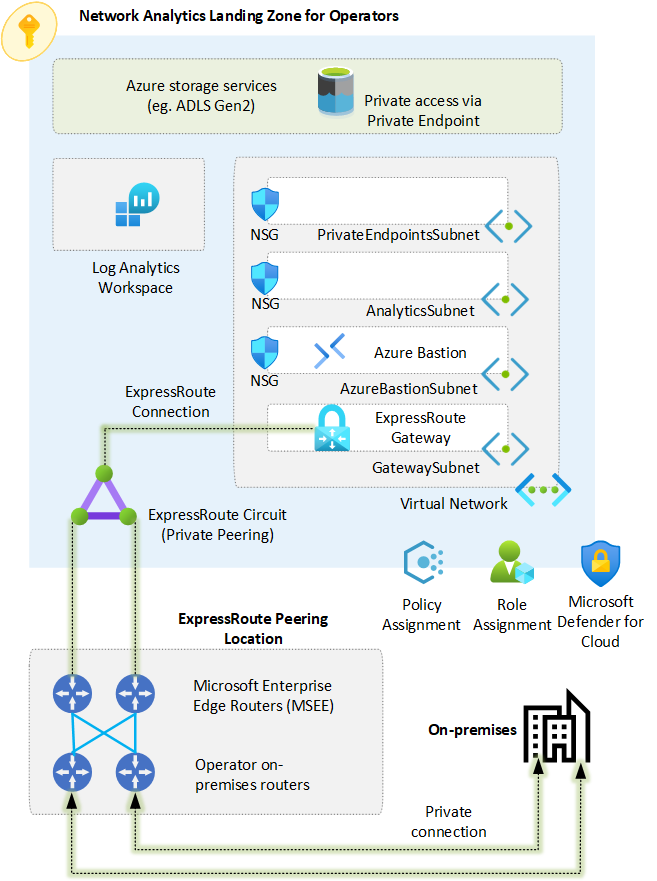 Network Analytics Landing Zone for Operators
Azure storage services
(eg. ADLS Gen2)
Private access via
Private Endpoint
NSG
PrivateEndpointsSubnet
Log Analytics
Workspace
NSG
AnalyticsSubnet
Azure Bastion
NSG
AzureBastionSubnet
ExpressRoute
Connection
ExpressRoute
Gateway
GatewaySubnet
Virtual Network
ExpressRoute Circuit
(Private Peering)
Policy
Assignment
Role
Assignment
Microsoft
Defender for
Cloud
ExpressRoute Peering
Location
Microsoft Enterprise
Edge Routers (MSEE)
On-premises
Operator on-
premises routers
Private
connection